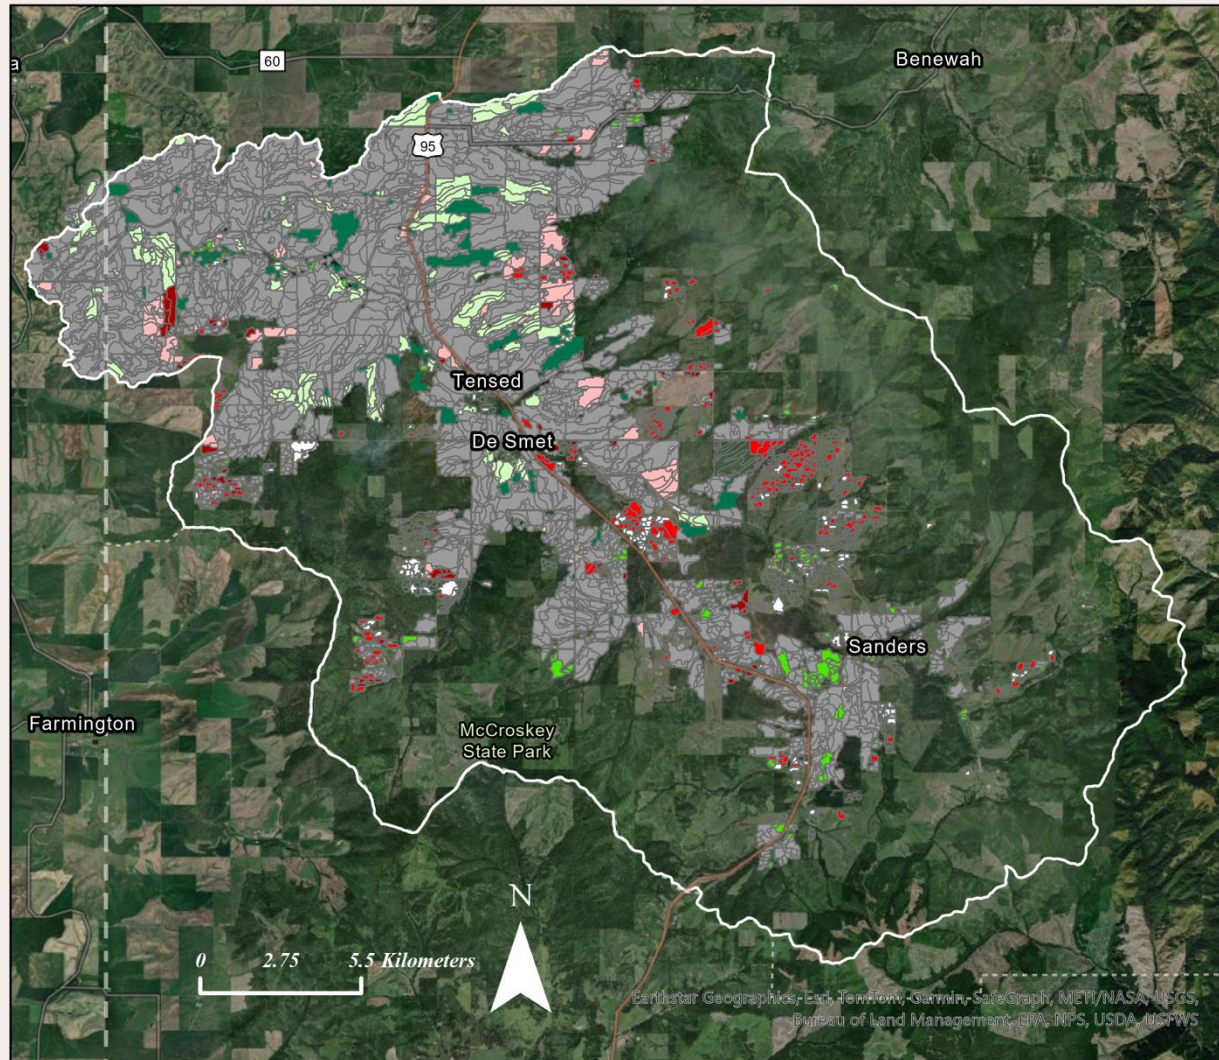 60
Benewah
a
95
Tensed
De Smet
Sanders
Farmington
McCroskey
State Park
N
0 2.75 5.5 Kilometers
Earthstar Geographics, Esri, TomTom, Garmin, SafeGraph, METI/NASA, USGS,
Bureau of Land Management, EPA, NPS, USDA, USFWS